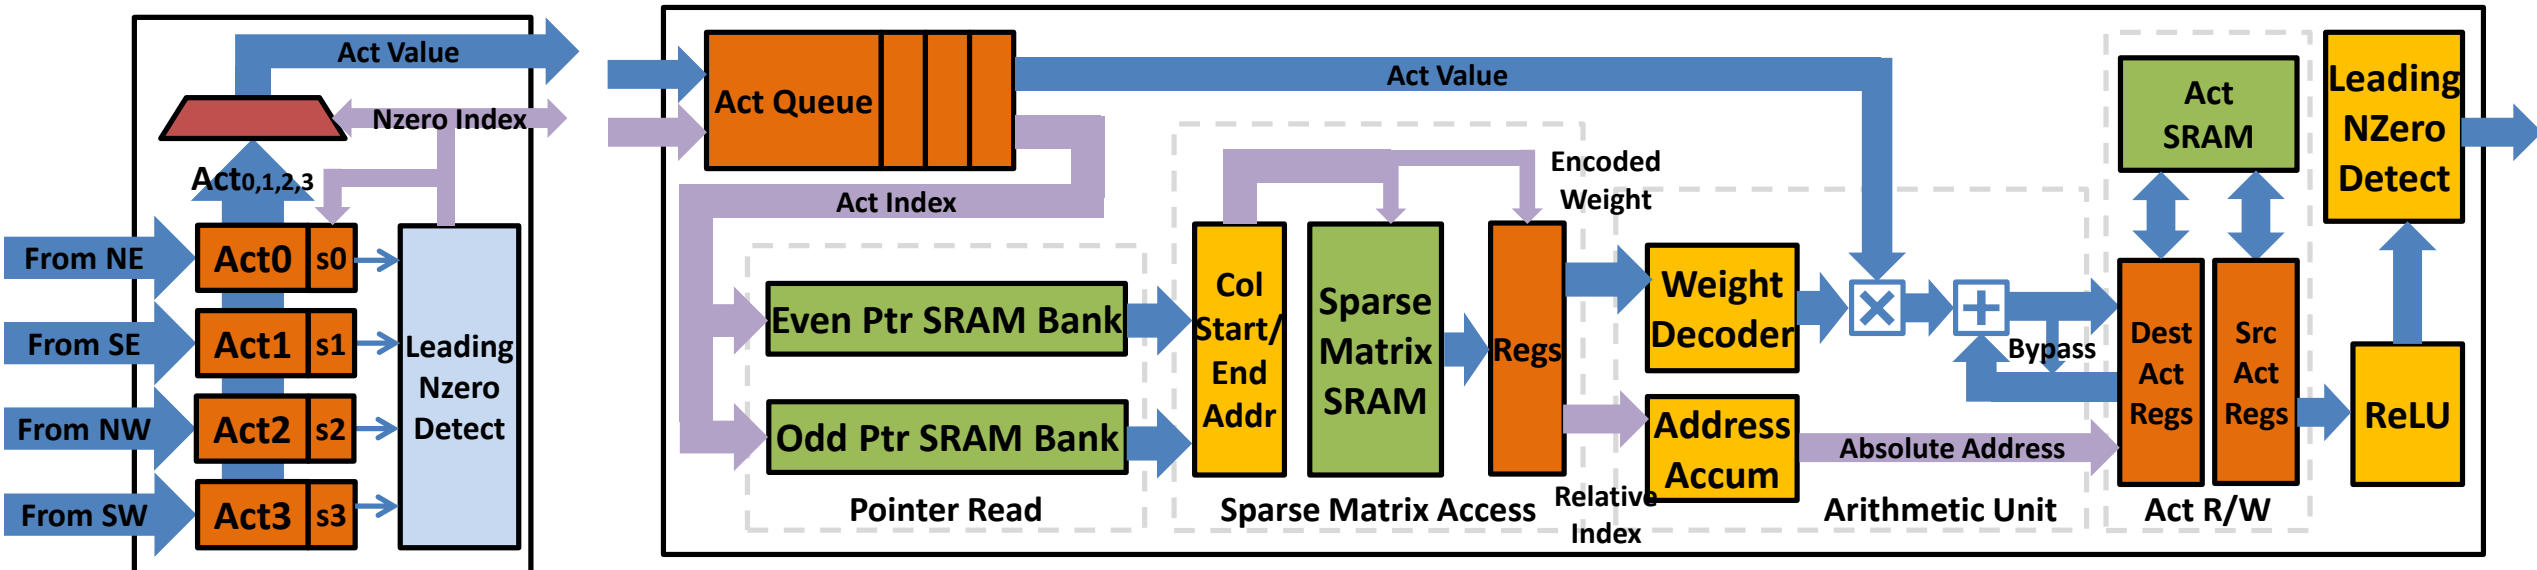 Act Value
Nzero Index
Act0,1,2,3
From NE
Act0
s0
From SE
Act1
s1
From NW
Act2
s2
From SW
Act3
s3
Leading
Nzero
Detect
Act Queue
Act Value
Act Index
Even Ptr SRAM Bank
Odd Ptr SRAM Bank
Pointer Read
Col
Start/
End
Addr
Sparse
Matrix
SRAM
Regs
Sparse Matrix Access
Encoded
Weight
Relative
Index
Weight
Decoder
Address
Accum
×
+
Bypass
Absolute Address
Arithmetic Unit
Act
SRAM
Dest
Act
Regs
Src
Act
Regs
Act R/W
Leading
NZero
Detect
ReLU